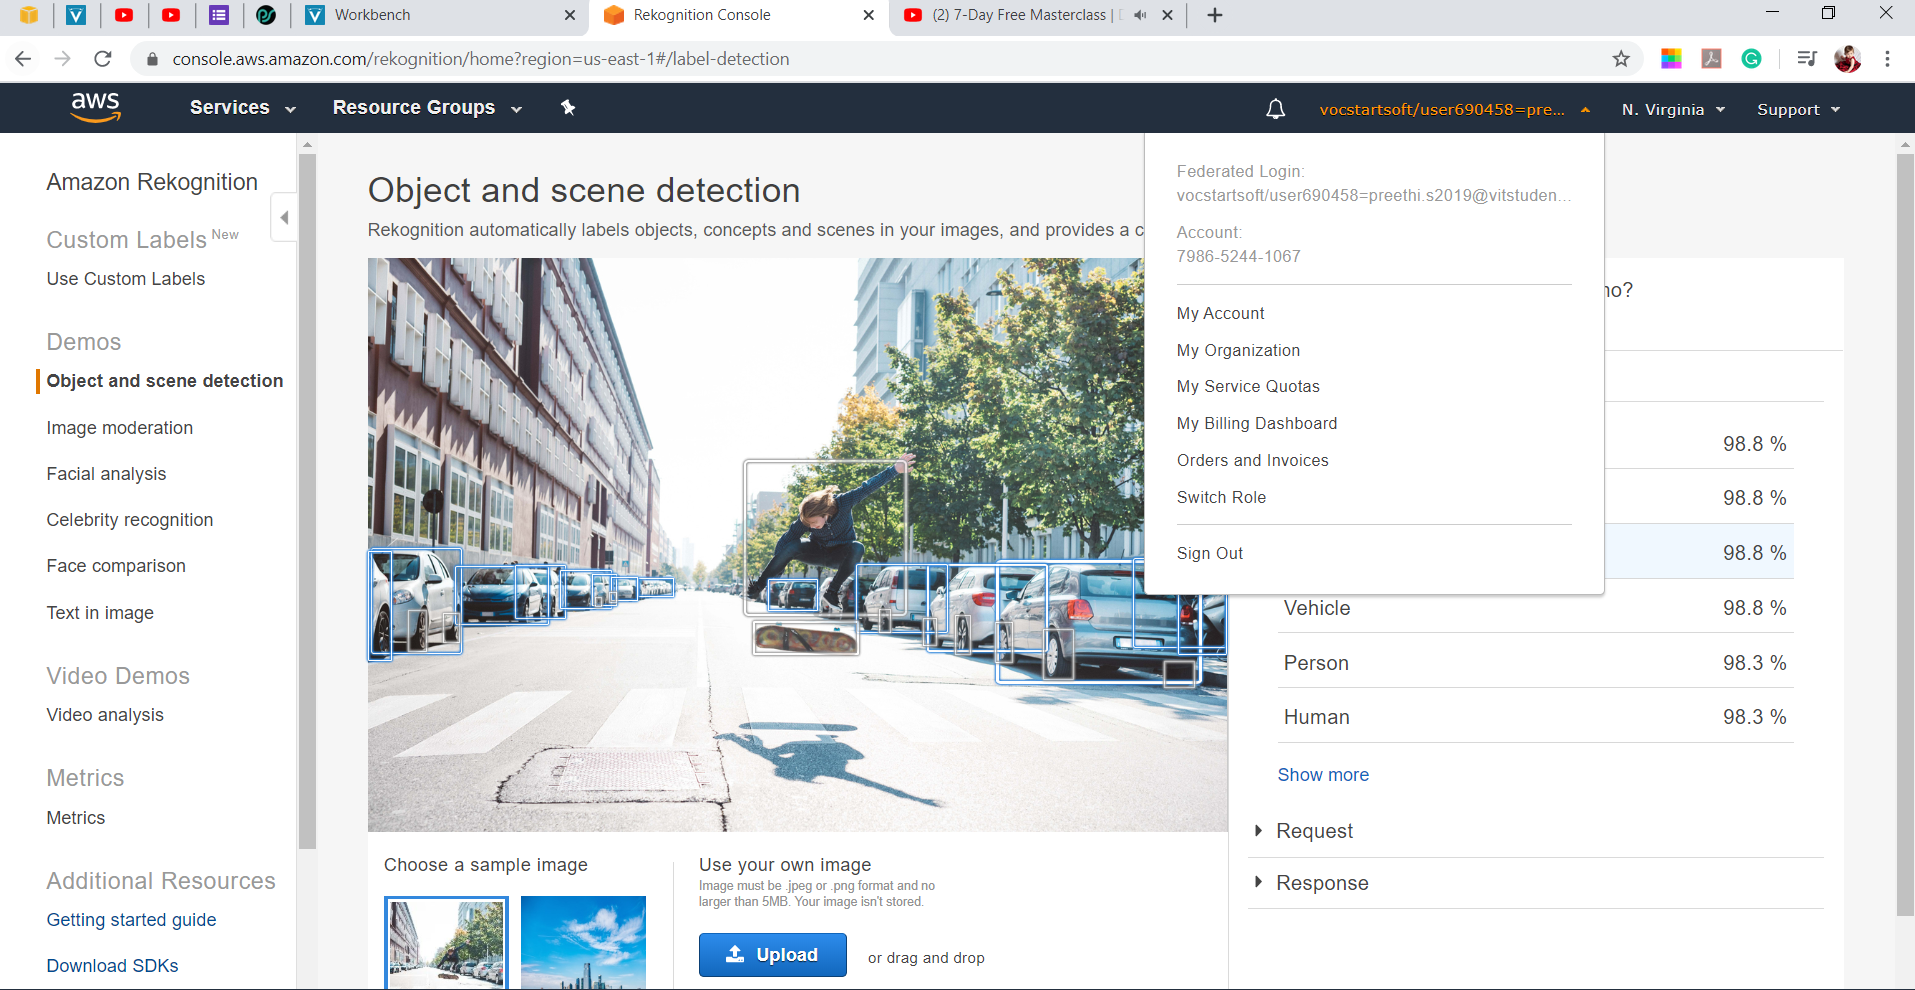 Workbench
Rekognition Console
(2) 7-Day Free Masterclass |
console.aws.amazon.com/rekognition/home?region=us-east-1#/label-detection
aws
Services
Resource Groups
vocstartsoft/user690458=pre...
N. Virginia
Support
Amazon Rekognition
Custom Labels New
Use Custom Labels
Demos
Object and scene detection
Image moderation
Facial analysis
Celebrity recognition
Face comparison
Text in image
Video Demos
Video analysis
Metrics
Metrics
Additional Resources
Getting started guide
Download SDKs
Object and scene detection
Rekognition automatically labels objects, concepts and scenes in your images, and provides a c
Federated Login:
vocstartsoft/user690458=preethi.s2019@vitstuden...
Account:
7986-5244-1067
My Account
My Organization
My Service Quotas
My Billing Dashboard
Orders and Invoices
Switch Role
Sign Out
98.8 %
98.8 %
98.8 %
Vehicle 98.8 %
Person 98.3 %
Human 98.3 %
Show more
Request
Response
Choose a sample image
Use your own image
Image must be .jpeg or .png format and no
larger than 5MB. Your image isn't stored.
Upload
or drag and drop